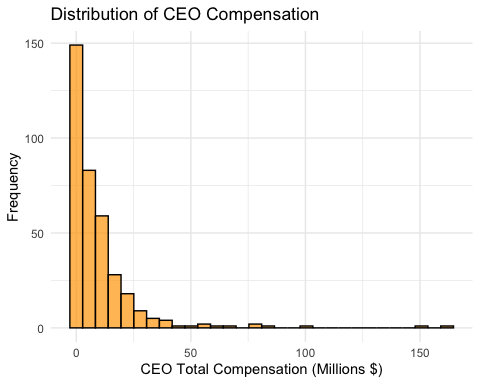 Distribution of CEO Compensation
150
100
50
0
Frequency
0 50 100 150
CEO Total Compensation (Millions $)